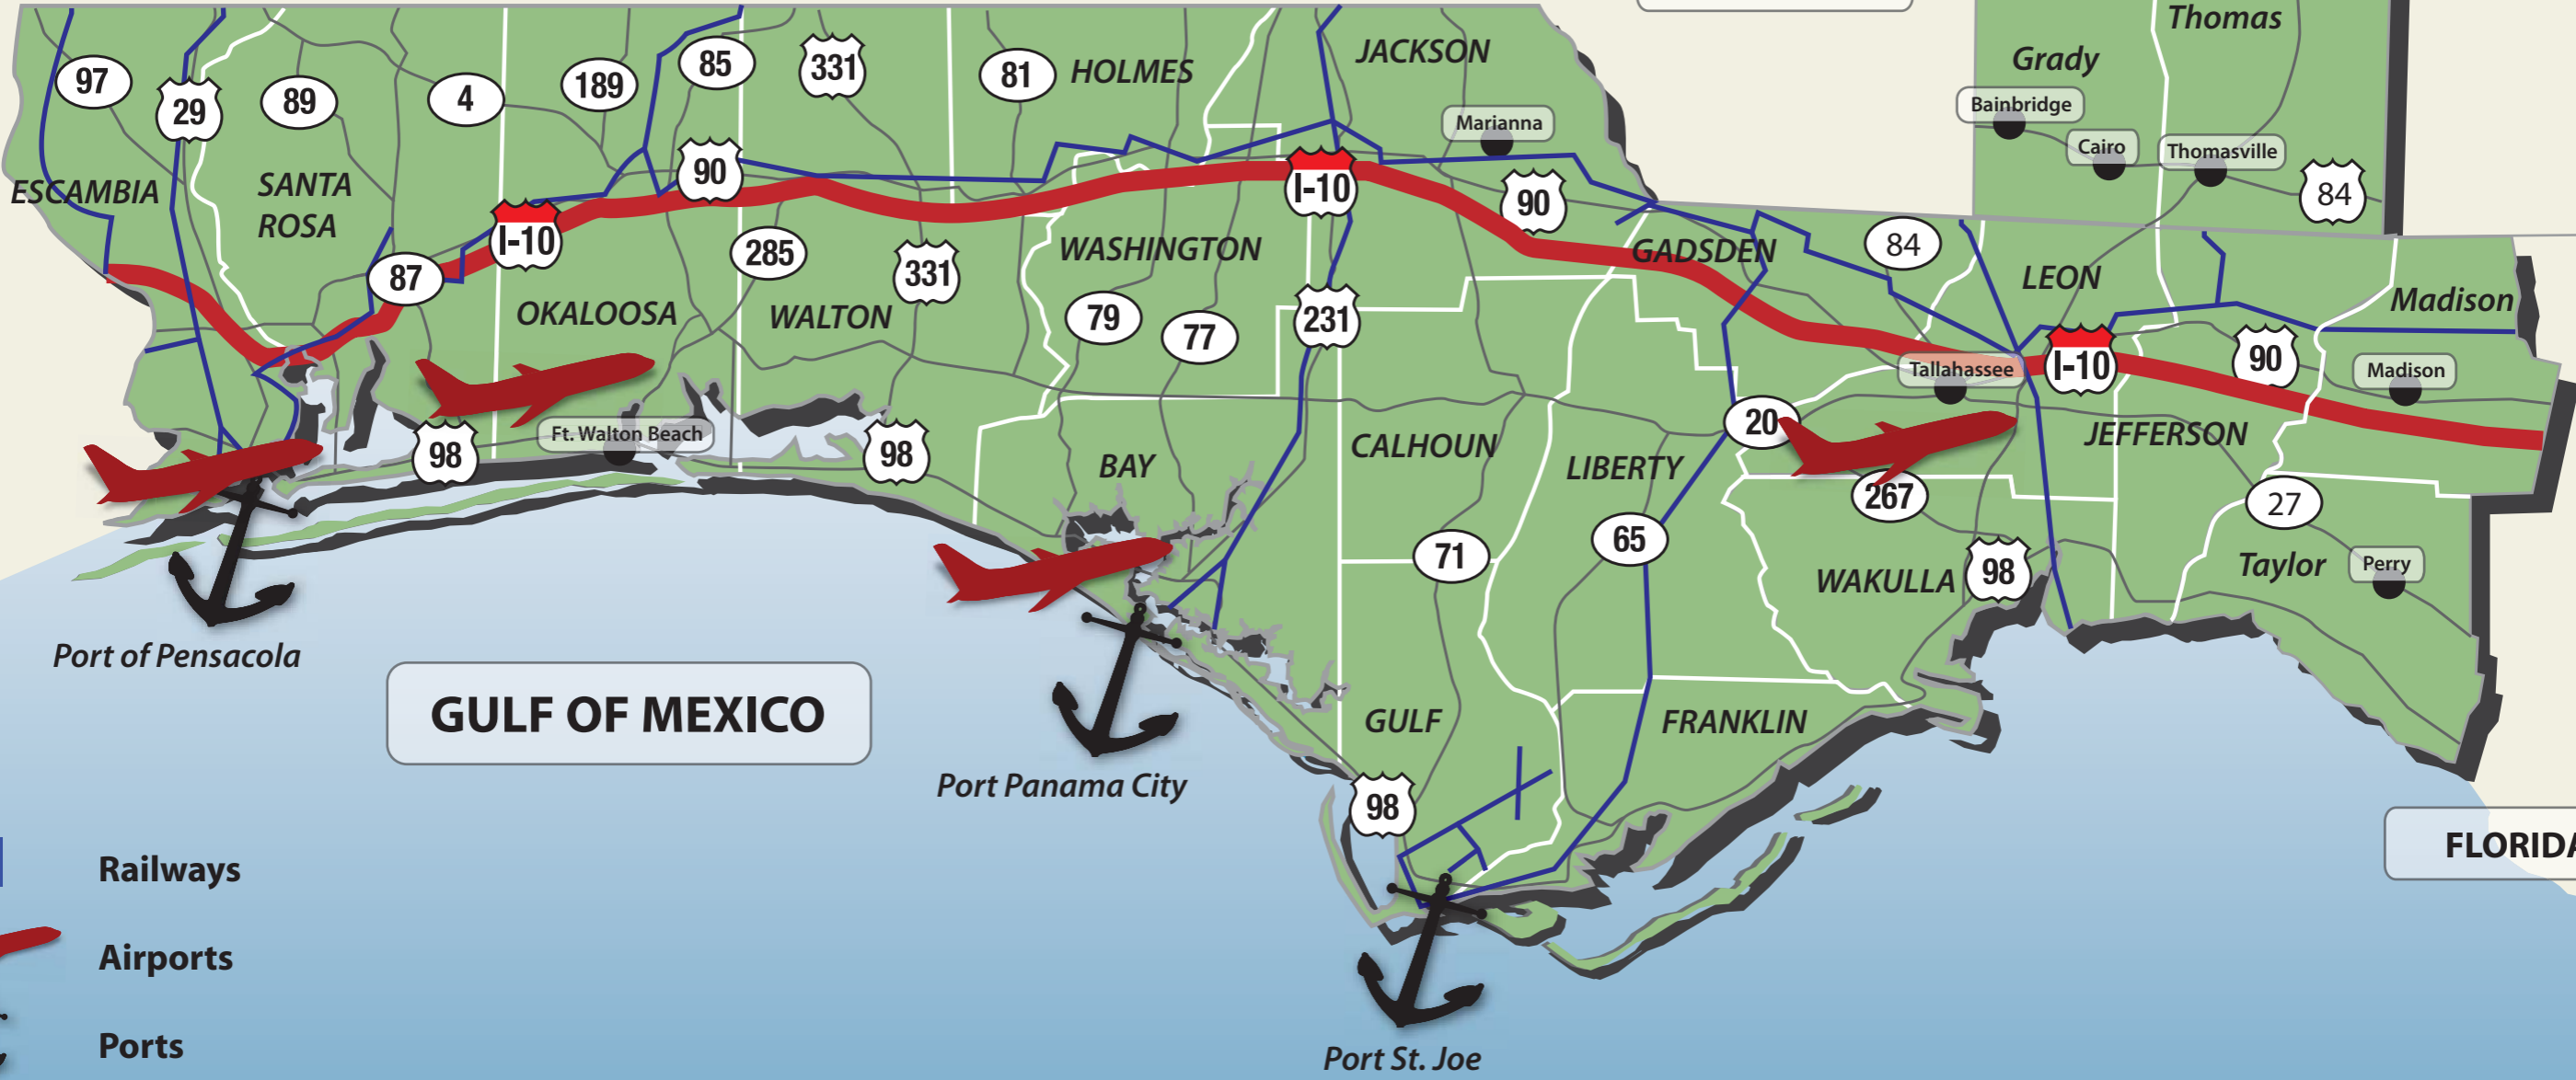 Thomas
Grady
JACKSON
HOLMES
85
331
81
97
189
4
89
29
Bainbridge
Marianna
Cairo
Thomasville
84
90
I-10
90
ESCAMBIA
SANTA
ROSA
I-10
285
331
WASHINGTON
GADSDEN
84
LEON
87
OKALOOSA
WALTON
79
77
231
Madison
I-10
90
Tallahassee
Madison
20
98
Ft. Walton Beach
98
BAY
CALHOUN
LIBERTY
JEFFERSON
267
27
71
65
WAKULLA
98
Taylor
Perry
Port of Pensacola
GULF OF MEXICO
GULF
FRANKLIN
Port Panama City
98
FLORIDA
Railways
Airports
Ports
Port St. Joe